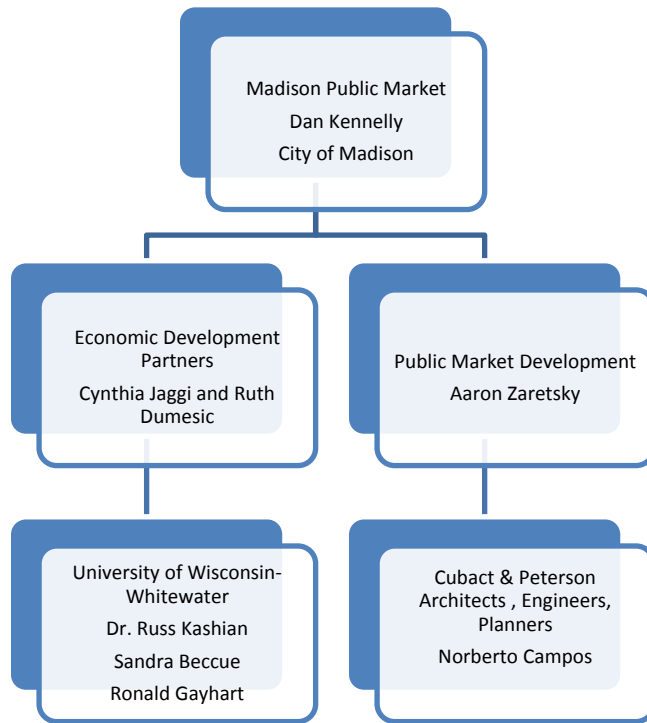 Madison Public Market
Dan Kennelly
City of Madison
Economic Development
Partners
Cynthia Jaggi and Ruth
Dumesic
Public Market Development
Aaron Zaretsky
University of Wisconsin-
Whitewater
Dr. Russ Kashian
Sandra Beccue
Ronald Gayhart
Cubact & Peterson
Architects , Engineers,
Planners
Norberto Campos